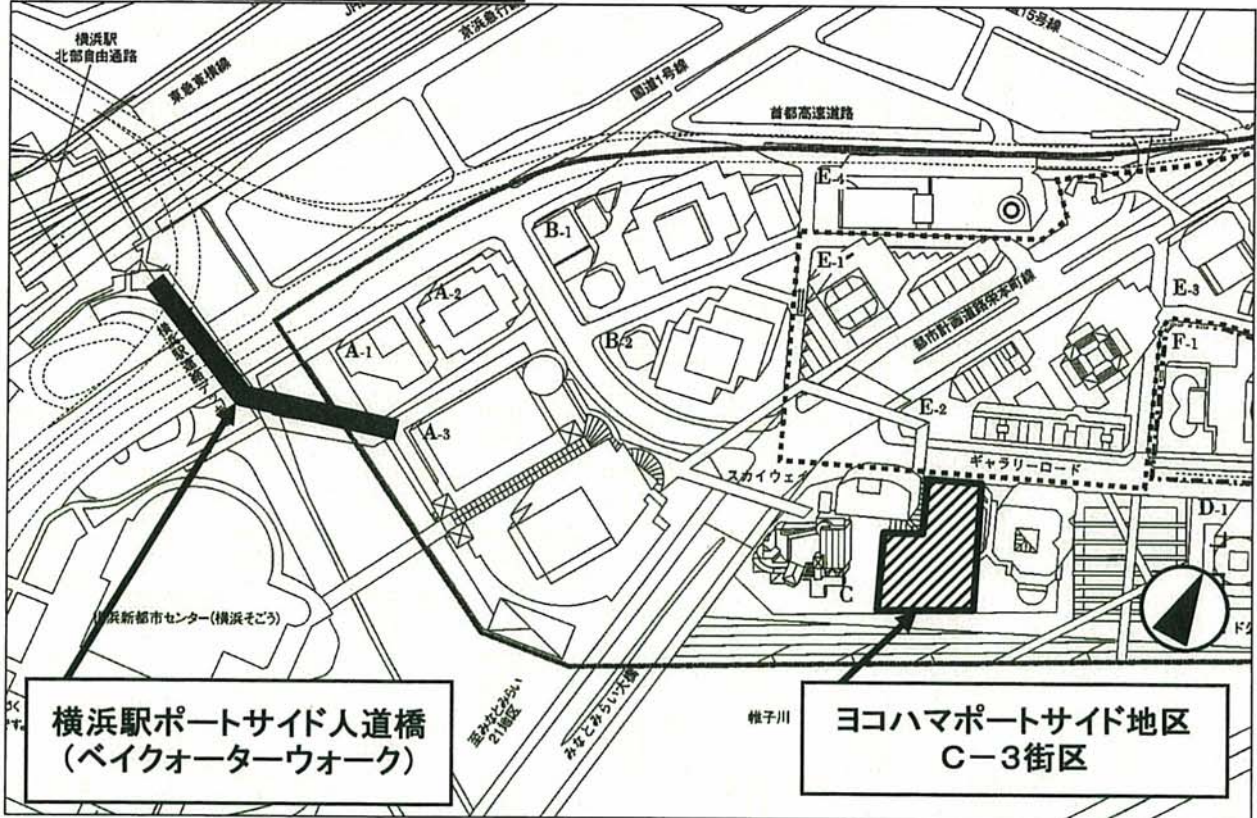 横浜駅
北部自由通路
東急東横線
京浜急行
国道1号線
15号線
首都高速道路
E-4
B-1
E-1
A-2
都市計画道路栄本町線
E-3
A-1
B-2
F-1
E-2
A-3
ギャラリーロード
スカイウェイ
D-1
C
浜新都市センター(横浜そごう)
横浜駅ポートサイド人道橋
(ベイクォーターウォーク)
至みなとみらい
21地区
みなとみらい大橋
帷子川
ヨコハマポートサイド地区
C-3街区